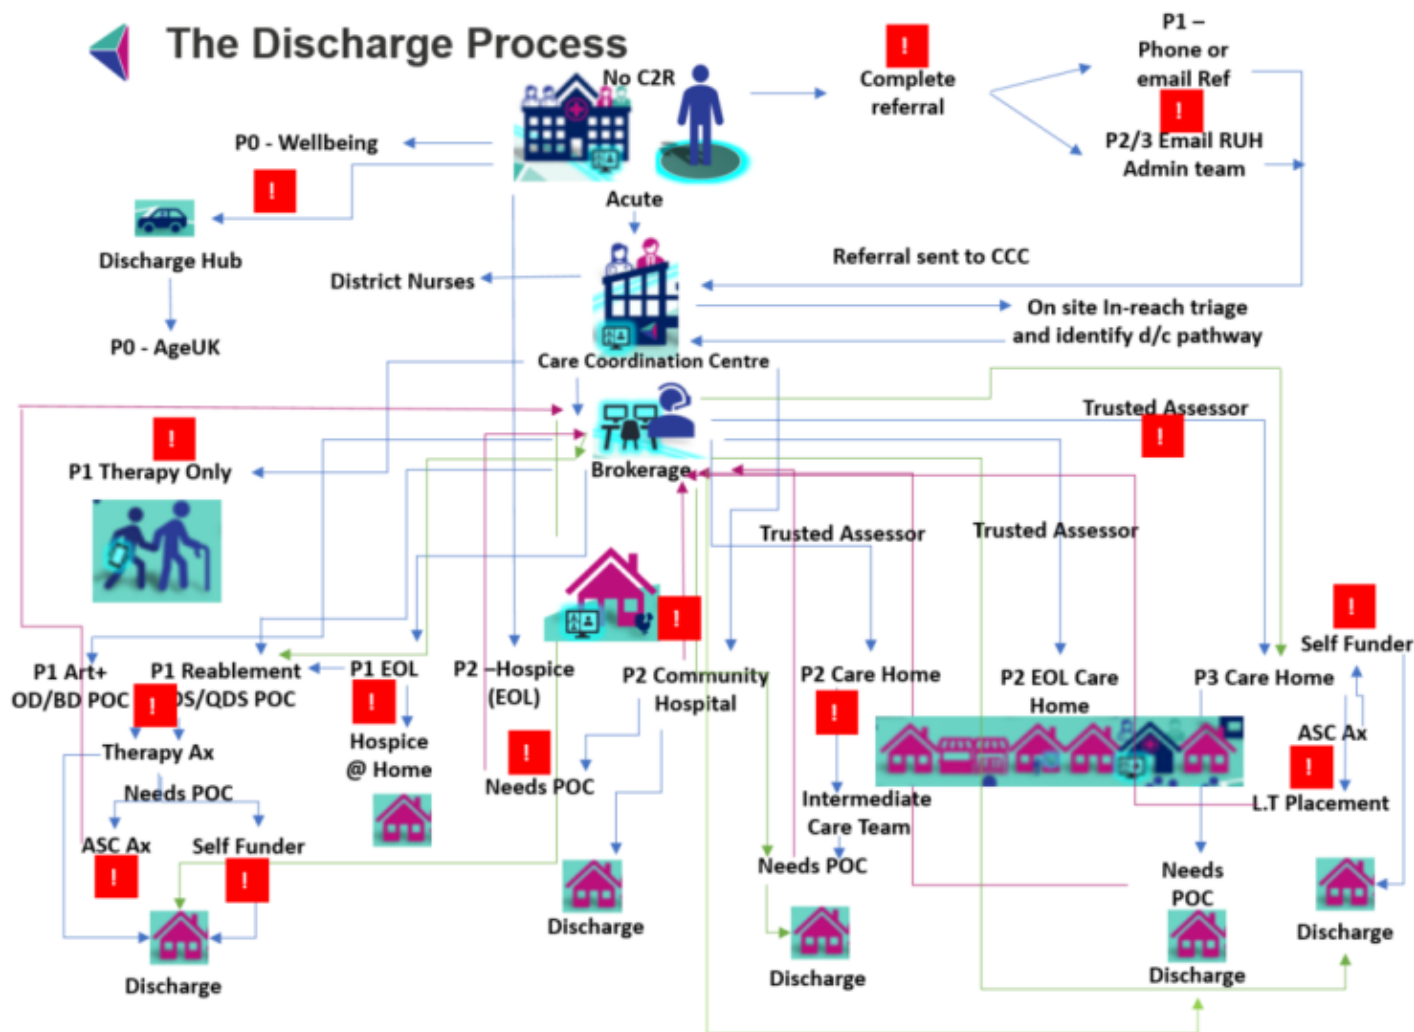 The Discharge Process
No C2R
!
Complete
referral
P1 –
Phone or
email Ref
!
P2/3 Email RUH
Admin team
P0 - Wellbeing
!
Acute
Discharge Hub
District Nurses
Referral sent to CCC
On site In-reach triage
and identify d/c pathway
P0 - AgeUK
Care Coordination Centre
Trusted Assessor
!
!
P1 Therapy Only
Brokerage
Trusted Assessor
Trusted Assessor
!
!
Self Funder
P1 Art+
OD/BD POC
P1 Reablement
DS/QDS POC
!
P1 EOL
!
Hospice
@ Home
P2 –Hospice
(EOL)
P2 Community
Hospital
P2 Care Home
!
P2 EOL Care
Home
P3 Care Home
ASC Ax
!
L.T Placement
Therapy Ax
Needs POC
!
Needs POC
Intermediate
Care Team
ASC Ax
!
Self Funder
!
Needs POC
Needs
POC
Discharge
Discharge
Discharge
Discharge
Discharge